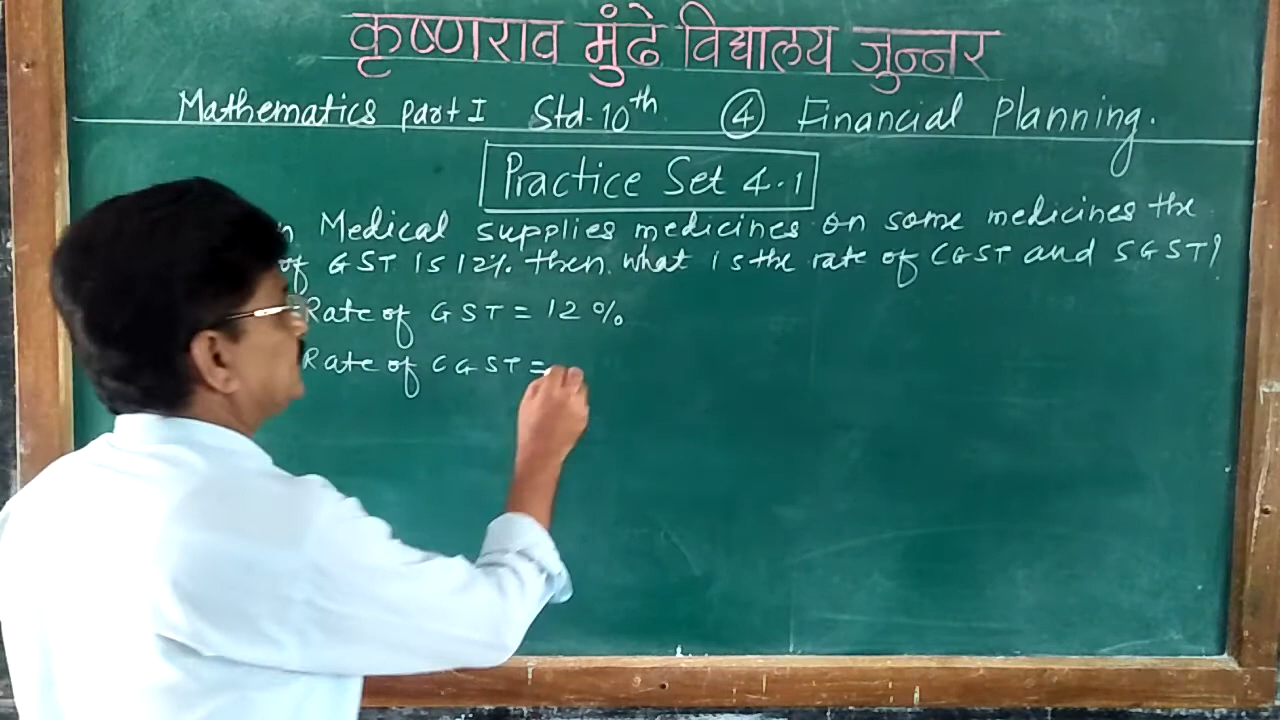 कृष्णराव मुंढे विद्यालय जुन्नर
Mathematics part I Std. 10th ④ Financial Planning.
Practice Set 4.1
Medical supplies medicines on some medicines the
of GST is 12%. then what is the rate of CGST and SGST?
Rate of GST = 12 %
Rate of CGST =